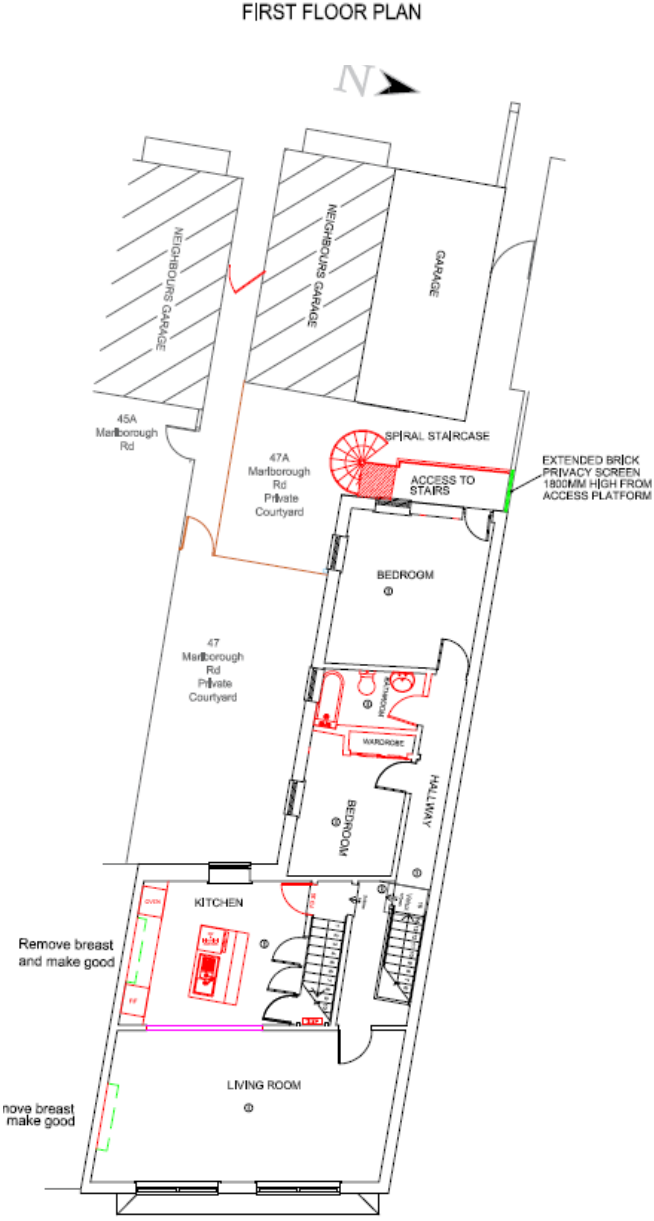 FIRST FLOOR PLAN
N
NEIGHBOURS GARAGE
NEIGHBOURS GARAGE
GARAGE
45A
Marlborough
Rd
47A
Marlborough
Rd
Private
Courtyard
SPIRAL STAIRCASE
ACCESS TO
STAIRS
EXTENDED BRICK
PRIVACY SCREEN
1800MM HIGH FROM
ACCESS PLATFORM
BEDROOM
47
Marlborough
Rd
Private
Courtyard
BATHROOM
WARDROBE
BEDROOM
HALLWAY
KITCHEN
OVEN
Remove breast
and make good
LIVING ROOM
move breast
make good